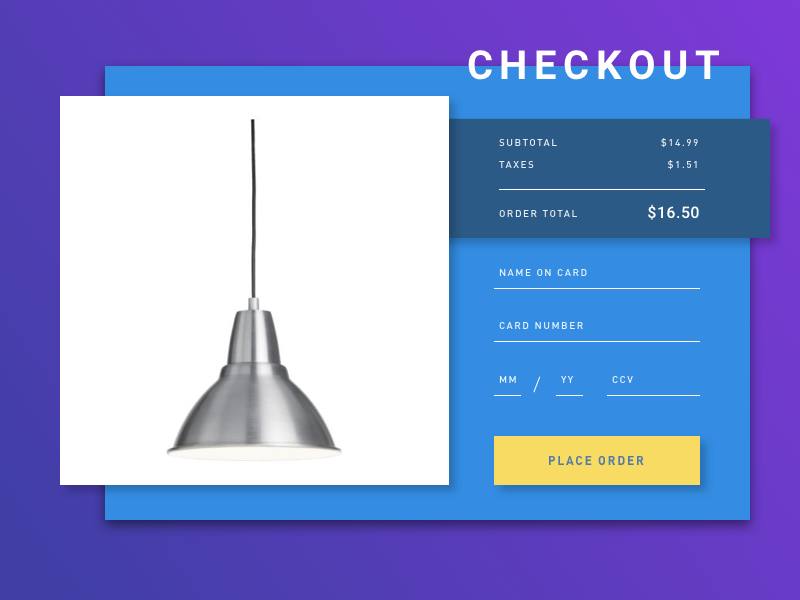 CHECKOUT
SUBTOTAL $14.99
TAXES $1.51
ORDER TOTAL $16.50
NAME ON CARD
CARD NUMBER
MM / YY CCV
PLACE ORDER